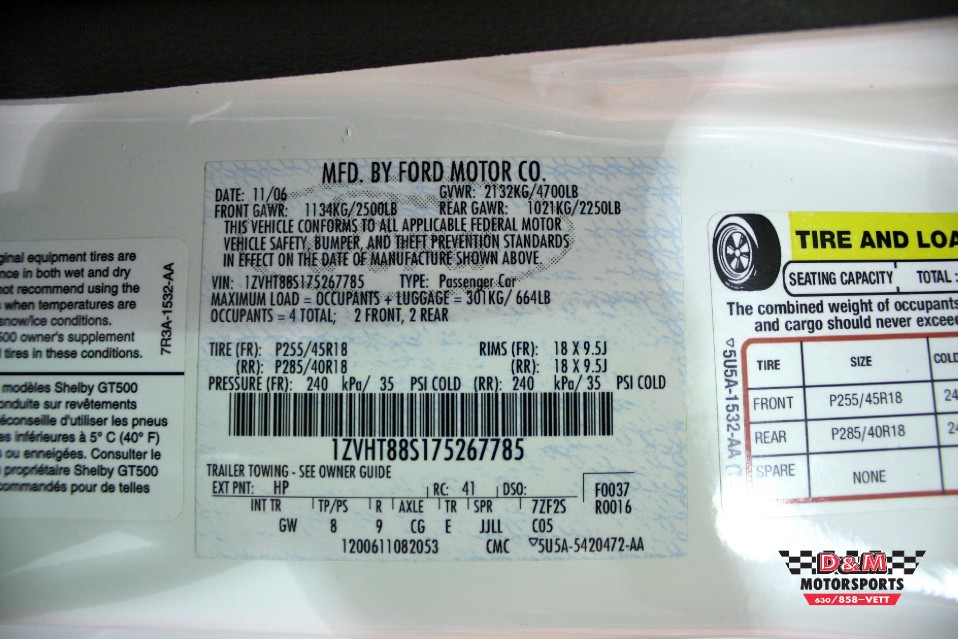 ginal equipment tires are
nce in both wet and dry
not recommend using the
when temperatures are
snow/ice conditions.
500 owner's supplement
tires in these conditions.
7R3A-1532-AA
modèles Shelby GT500
onduite sur revêtements
éconseille d'utiliser les pneus
es inférieures à 5° C (40° F)
ou enneigées. Consulter le
propriétaire Shelby GT500
commandés pour de telles
MFD. BY FORD MOTOR CO.
DATE: 11/06 GVWR: 2132KG/4700LB
FRONT GAWR: 1134KG/2500LB REAR GAWR: 1021KG/2250LB
THIS VEHICLE CONFORMS TO ALL APPLICABLE FEDERAL MOTOR
VEHICLE SAFETY, BUMPER, AND THEFT PREVENTION STANDARDS
IN EFFECT ON THE DATE OF MANUFACTURE SHOWN ABOVE.
VIN: 1ZVHT88S175267785 TYPE: Passenger Car
MAXIMUM LOAD = OCCUPANTS + LUGGAGE = 301KG/ 664LB
OCCUPANTS = 4 TOTAL; 2 FRONT, 2 REAR
TIRE (FR): P255/45R18 RIMS (FR): 18 X 9.5J
(RR): P285/40R18 (RR): 18 X 9.5J
PRESSURE (FR): 240 kPa/ 35 PSI COLD (RR): 240 kPa/ 35 PSI COLD
1ZVHT88S175267785
TRAILER TOWING - SEE OWNER GUIDE
EXT PNT: HP RC: 41 DSO: F0037
INT TR TP/PS R AXLE TR SPR 7ZF2S R0016
GW 8 9 CG E JJLL C05
1200611082053 CMC ▽5U5A-5420472-AA
TIRE AND LOA
SEATING CAPACITY TOTAL :
The combined weight of occupants
and cargo should never excee
▽5U5A-1532-AA
TIRE SIZE COLD
FRONT P255/45R18 24
REAR P285/40R18 24
SPARE NONE
D&M
MOTORSPORTS
630/858-VETT